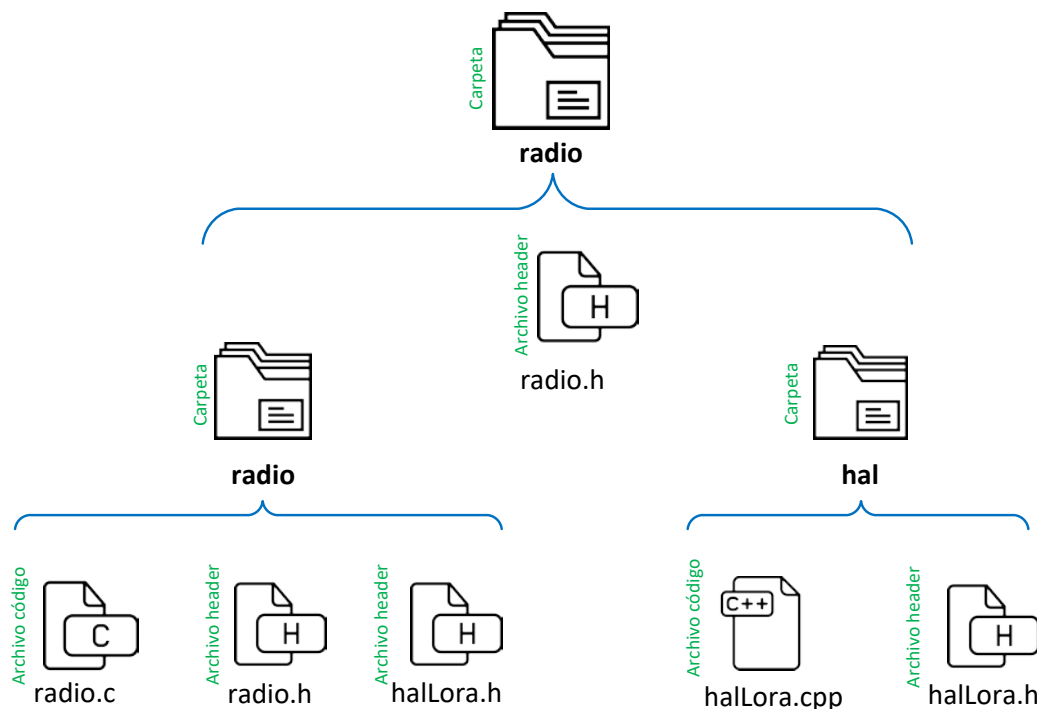 Carpeta
radio
Archivo header
H
radio.h
Carpeta
radio
Carpeta
hal
Archivo código
C
radio.c
Archivo header
H
radio.h
Archivo header
H
halLora.h
Archivo código
C++
halLora.cpp
Archivo header
H
halLora.h